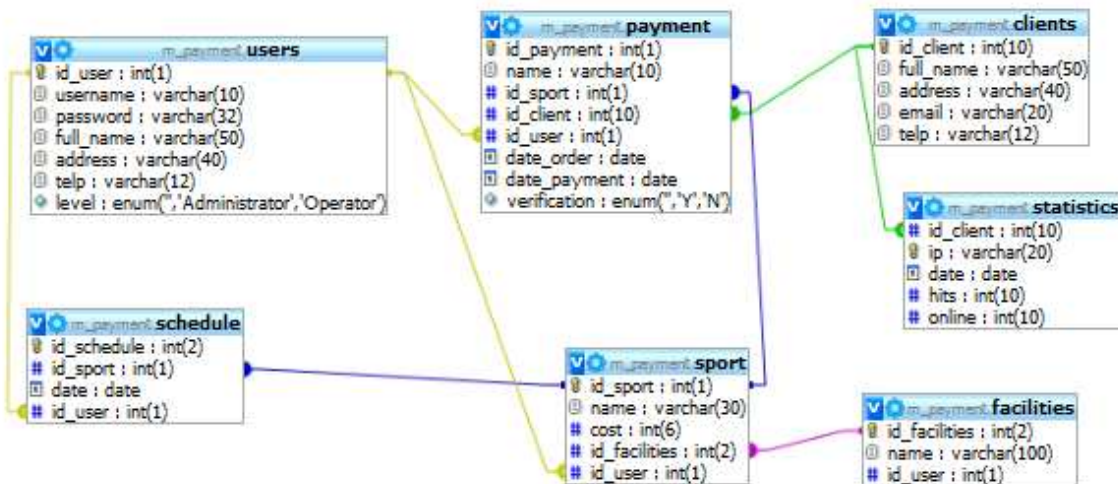 m_payment users
id_user : int(1)
username : varchar(10)
password : varchar(32)
full_name : varchar(50)
address : varchar(40)
telp : varchar(12)
level : enum('','Administrator','Operator')
m_payment payment
id_payment : int(1)
name : varchar(10)
id_sport : int(1)
id_client : int(10)
id_user : int(1)
date_order : date
date_payment : date
verification : enum('','Y','N')
m_payment clients
id_client : int(10)
full_name : varchar(50)
address : varchar(40)
email : varchar(20)
telp : varchar(12)
m_payment statistics
id_client : int(10)
ip : varchar(20)
date : date
hits : int(10)
online : int(10)
m_payment schedule
id_schedule : int(2)
id_sport : int(1)
date : date
id_user : int(1)
m_payment sport
id_sport : int(1)
name : varchar(30)
cost : int(6)
id_facilities : int(2)
id_user : int(1)
m_payment facilities
id_facilities : int(2)
name : varchar(100)
id_user : int(1)